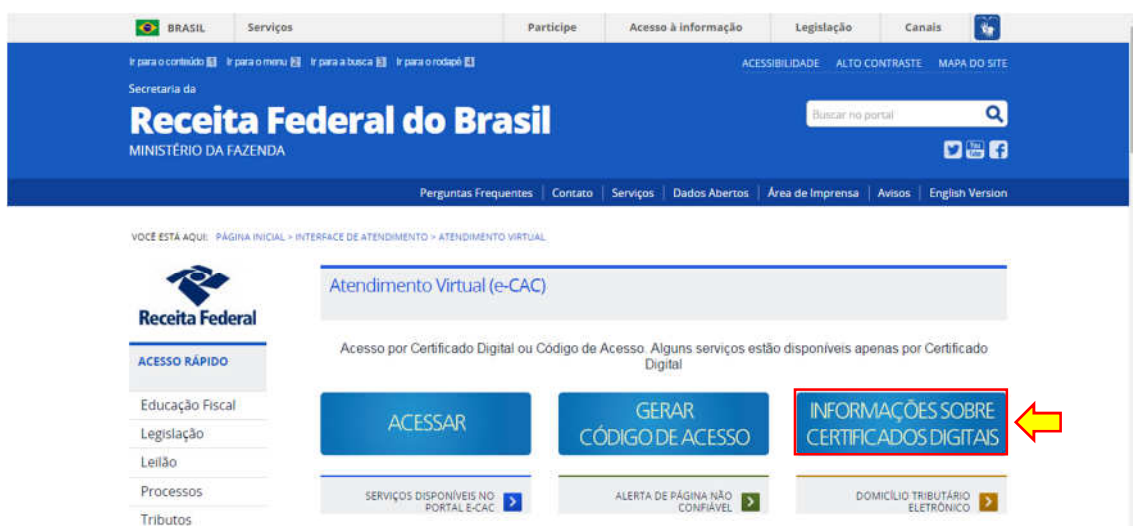 BRASIL Serviços Participe Acesso à informação Legislação Canais
Ir para o conteúdo 1 Ir para o menu 2 Ir para a busca 3 Ir para o rodapé 4 ACESSIBILIDADE ALTO CONTRASTE MAPA DO SITE
Secretaria da
Receita Federal do Brasil
Buscar no portal
MINISTÉRIO DA FAZENDA
You Tube
Perguntas Frequentes Contato Serviços Dados Abertos Área de Imprensa Avisos English Version
VOCÊ ESTÁ AQUI: PÁGINA INICIAL > INTERFACE DE ATENDIMENTO > ATENDIMENTO VIRTUAL
Receita Federal
ACESSO RÁPIDO
Educação Fiscal
Legislação
Leilão
Processos
Tributos
Atendimento Virtual (e-CAC)
Acesso por Certificado Digital ou Código de Acesso. Alguns serviços estão disponíveis apenas por Certificado
Digital
ACESSAR
GERAR
CÓDIGO DE ACESSO
INFORMAÇÕES SOBRE
CERTIFICADOS DIGITAIS
SERVIÇOS DISPONÍVEIS NO
PORTAL E-CAC
ALERTA DE PÁGINA NÃO
CONFIÁVEL
DOMICÍLIO TRIBUTÁRIO
ELETRÔNICO